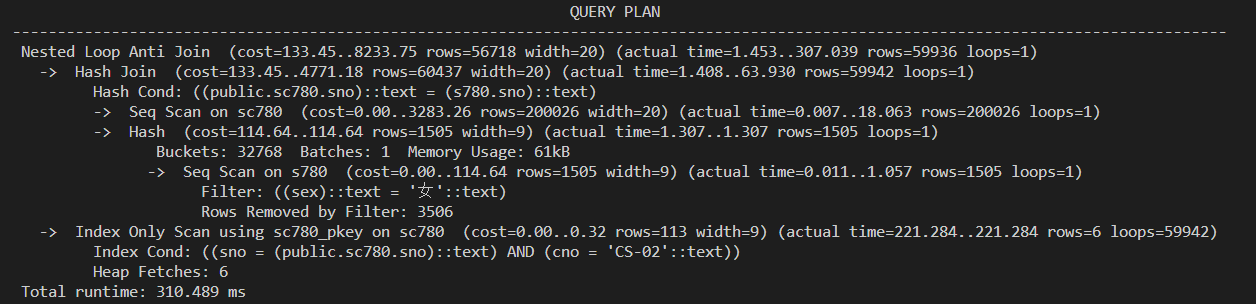 QUERY PLAN
---------------------------------------------------------------------------------------------------------------------------------------
Nested Loop Anti Join  (cost=133.45..8233.75 rows=56718 width=20) (actual time=1.453..307.039 rows=59936 loops=1)
  ->  Hash Join  (cost=133.45..4771.18 rows=60437 width=20) (actual time=1.408..63.930 rows=59942 loops=1)
        Hash Cond: ((public.sc780.sno)::text = (s780.sno)::text)
        ->  Seq Scan on sc780  (cost=0.00..3283.26 rows=200026 width=20) (actual time=0.007..18.063 rows=200026 loops=1)
        ->  Hash  (cost=114.64..114.64 rows=1505 width=9) (actual time=1.307..1.307 rows=1505 loops=1)
               Buckets: 32768  Batches: 1  Memory Usage: 61kB
              ->  Seq Scan on s780  (cost=0.00..114.64 rows=1505 width=9) (actual time=0.011..1.057 rows=1505 loops=1)
                    Filter: ((sex)::text = '女'::text)
                    Rows Removed by Filter: 3506
  ->  Index Only Scan using sc780_pkey on sc780  (cost=0.00..0.32 rows=113 width=9) (actual time=221.284..221.284 rows=6 loops=59942)
        Index Cond: ((sno = (public.sc780.sno)::text) AND (cno = 'CS-02'::text))
        Heap Fetches: 6
Total runtime: 310.489 ms